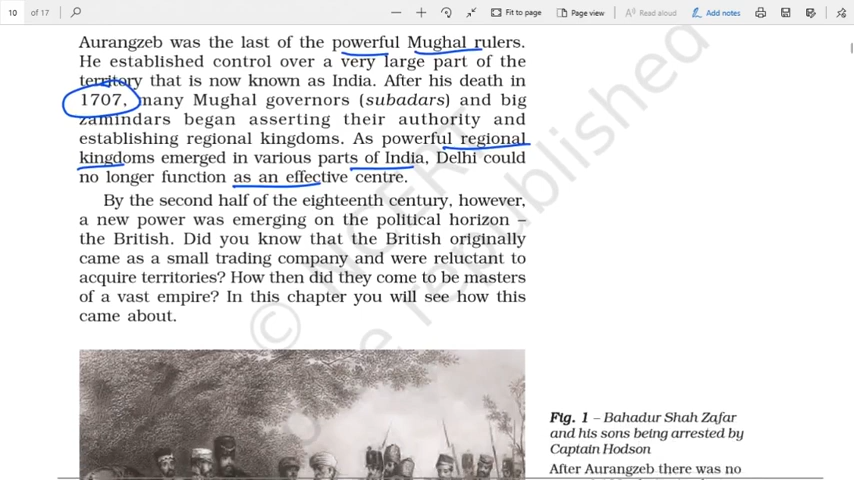 10
of 17
Fit to page
Page view
Read aloud
Add notes
Aurangzeb was the last of the powerful Mughal rulers.
He established control over a very large part of the
territory that is now known as India. After his death in
1707, many Mughal governors (subadars) and big
zamindars began asserting their authority and
establishing regional kingdoms. As powerful regional
kingdoms emerged in various parts of India, Delhi could
no longer function as an effective centre.
By the second half of the eighteenth century, however,
a new power was emerging on the political horizon –
the British. Did you know that the British originally
came as a small trading company and were reluctant to
acquire territories? How then did they come to be masters
of a vast empire? In this chapter you will see how this
came about.
Fig. 1 – Bahadur Shah Zafar
and his sons being arrested by
Captain Hodson
After Aurangzeb there was no
© NCERT
be republished